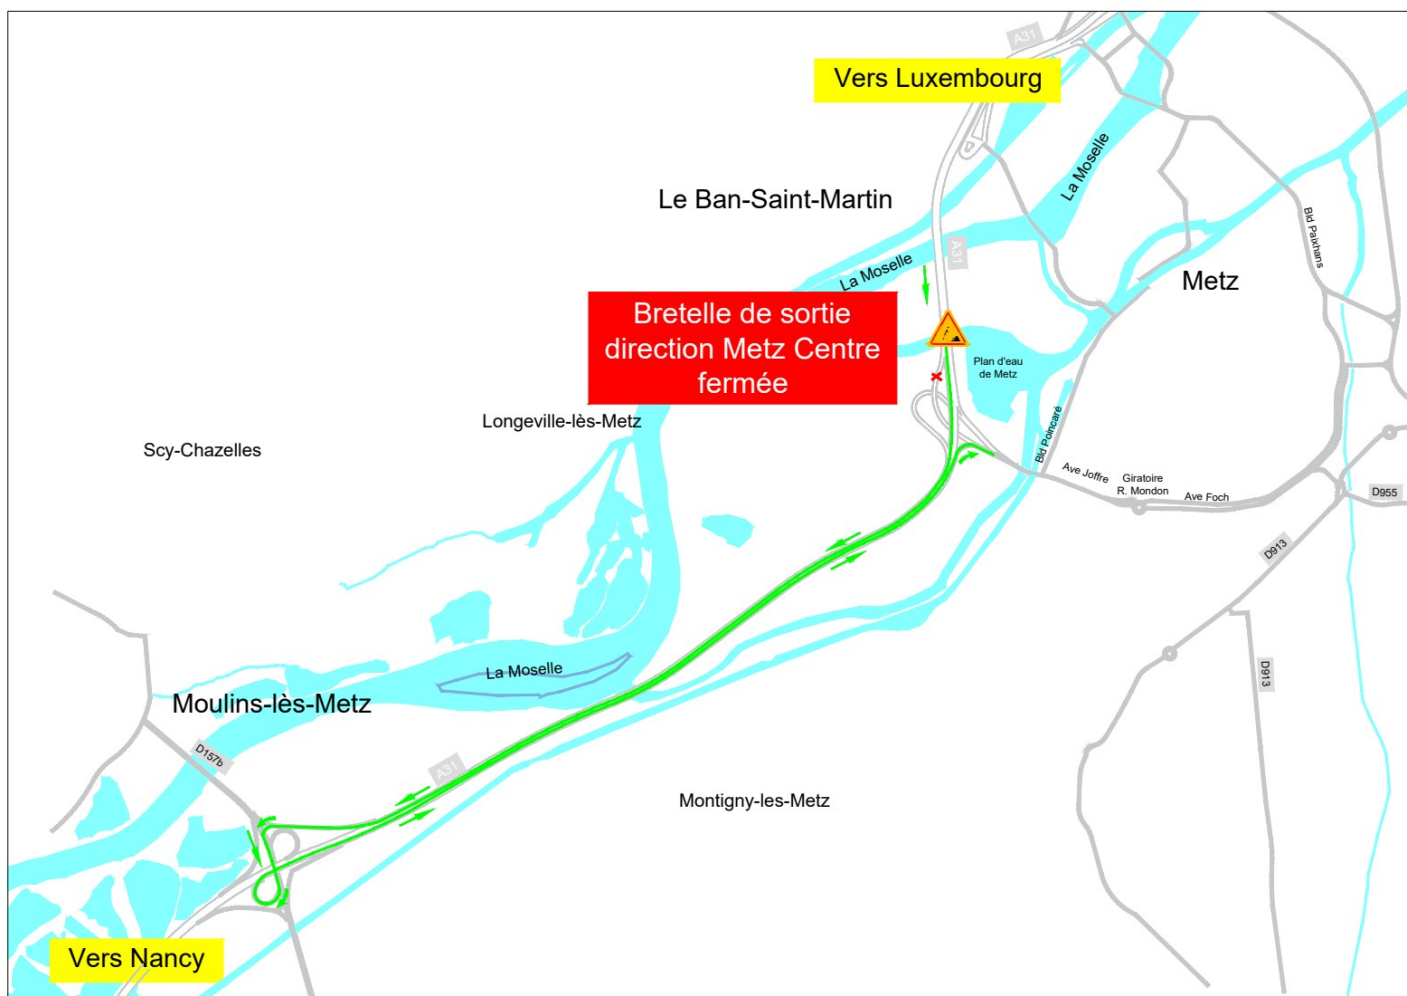 A31
Vers Luxembourg
La Moselle
Le Ban-Saint-Martin
Bld Paixhans
A31
La Moselle
Metz
Bretelle de sortie
direction Metz Centre
fermée
Plan d'eau
de Metz
Longeville-lès-Metz
Scy-Chazelles
Bld Poincaré
Ave Joffre
Giratoire
R. Mondon
Ave Foch
D955
D913
D913
La Moselle
Moulins-lès-Metz
D157b
A31
Montigny-les-Metz
Vers Nancy